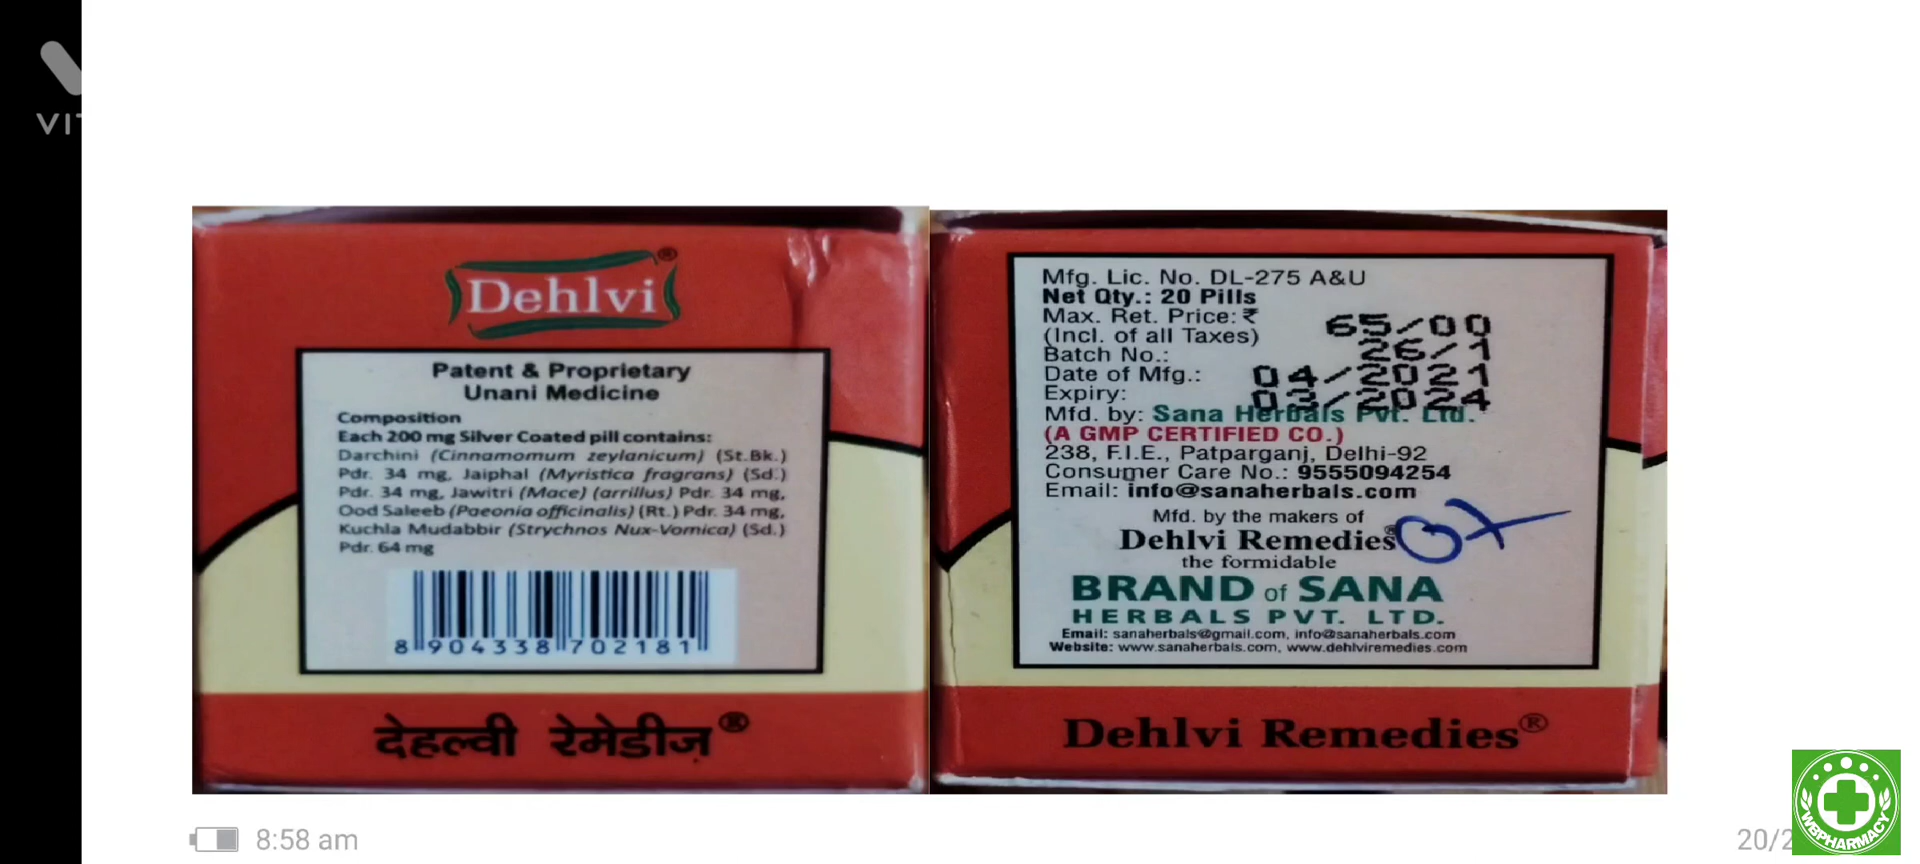 VIT
Dehlvi®
Patent & Proprietary
Unani Medicine
Composition
Each 200 mg Silver Coated pill contains:
Darchini (Cinnamomum zeylanicum) (St.Bk.)
Pdr. 34 mg, Jaiphal (Myristica fragrans) (Sd.)
Pdr. 34 mg, Jawitri (Mace) (arrillus) Pdr. 34 mg,
Ood Saleeb (Paeonia officinalis) (Rt.) Pdr. 34 mg,
Kuchla Mudabbir (Strychnos Nux-Vomica) (Sd.)
Pdr. 64 mg
8 904338 702181
देहल्वी रेमेडीज़®
Mfg. Lic. No. DL-275 A&U
Net Qty.: 20 Pills
Max. Ret. Price: ₹ 65/00
(Incl. of all Taxes)
Batch No.: 26/1
Date of Mfg.: 04/2021
Expiry: 03/2024
Mfd. by: Sana Herbals Pvt. Ltd.
(A GMP CERTIFIED CO.)
238, F.I.E., Patparganj, Delhi-92
Consumer Care No.: 9555094254
Email: info@sanaherbals.com
Mfd. by the makers of
Dehlvi Remedies®
the formidable
BRAND of SANA
HERBALS PVT. LTD.
Email: sanaherbals@gmail.com, info@sanaherbals.com
Website: www.sanaherbals.com, www.dehlviremedies.com
Dehlvi Remedies®
8:58 am
20/2
WBPHARMACY